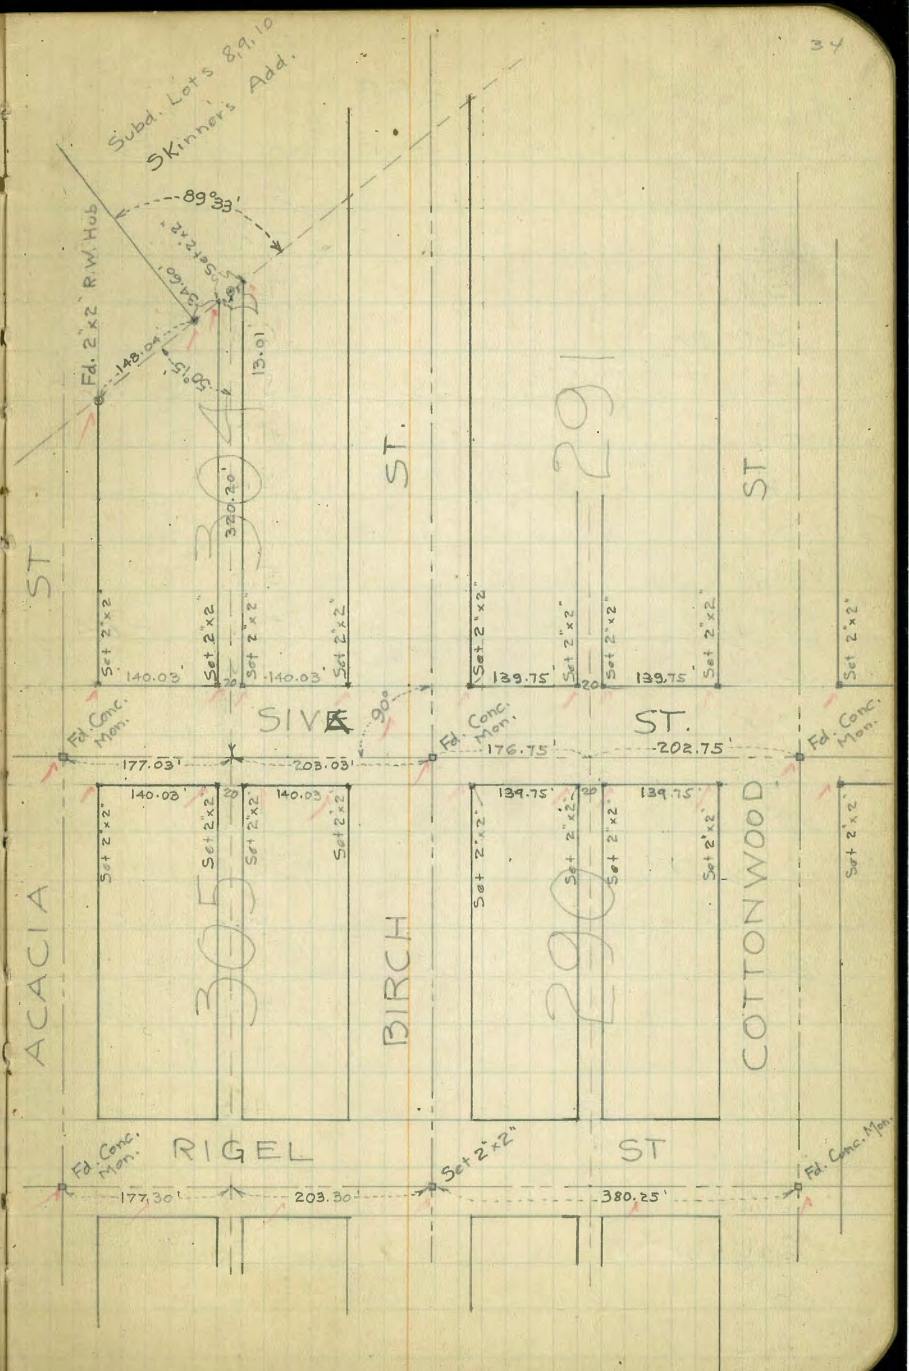 34
Subd. Lots 8,9,10
Skinner's Add.
89°33'
Fd. 2"x2" R.W. Hub
Set 2"x2"
34.60'
148.04'
50°15'
13.01
304
320.20'
291
ST
ST.
ST
Set 2"x2"
Set 2"x2"
Set 2"x2"
Set 2"x2"
Set 2"x2"
Set 2"x2"
Set 2"x2"
Set 2"x2"
Set 2"x2"
140.03'
20
140.03'
139.75'
20
139.75'
Fd. Conc. Mon.
SIVA
90°
Fd. Conc. Mon.
ST.
Fd. Conc. Mon.
177.03'
203.03'
176.75'
202.75'
140.03'
20
140.03'
139.75'
20
139.75'
Set 2"x2"
Set 2"x2"
Set 2"x2"
Set 2"x2"
Set 2"x2"
Set 2"x2"
Set 2"x2"
Set 2"x2"
Set 2"x2"
ACACIA
305
BIRCH
290
COTTONWOOD
Fd. Conc. Mon.
RIGEL
Set 2"x2"
ST
Fd. Conc. Mon.
177.30'
203.30'
380.25'